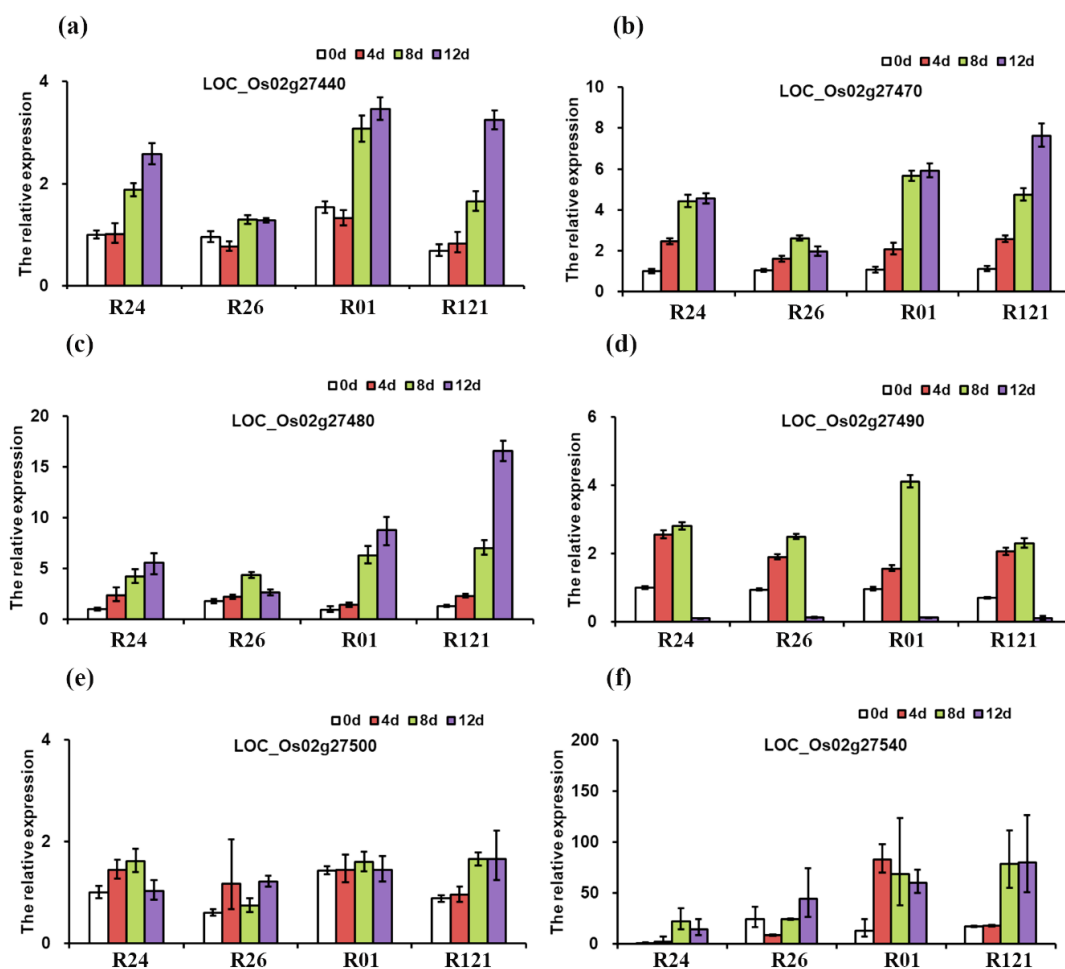 (a)
0d 4d 8d 12d
LOC_Os02g27440
The relative expression
4
2
0
R24 R26 R01 R121
(b)
0d 4d 8d 12d
LOC_Os02g27470
The relative expression
10
8
6
4
2
0
R24 R26 R01 R121
(c)
0d 4d 8d 12d
LOC_Os02g27480
The relative expression
20
15
10
5
0
R24 R26 R01 R121
(d)
0d 4d 8d 12d
LOC_Os02g27490
The relative expression
6
4
2
0
R24 R26 R01 R121
(e)
0d 4d 8d 12d
LOC_Os02g27500
The relative expression
4
2
0
R24 R26 R01 R121
(f)
0d 4d 8d 12d
LOC_Os02g27540
The relative expression
200
150
100
50
0
R24 R26 R01 R121